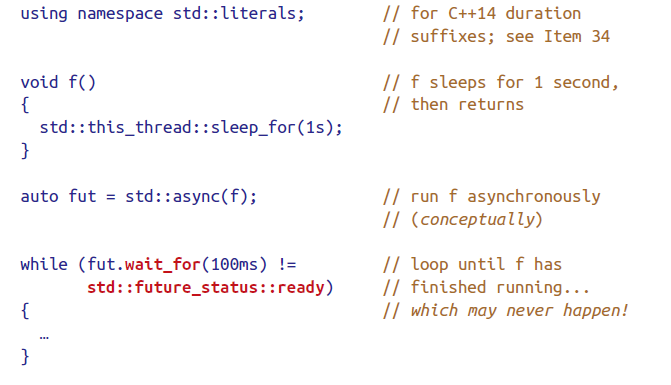 using namespace std::literals; // for C++14 duration
// suffixes; see Item 34
void f() // f sleeps for 1 second,
{ // then returns
std::this_thread::sleep_for(1s);
}
auto fut = std::async(f); // run f asynchronously
// (conceptually)
while (fut.wait_for(100ms) != // loop until f has
std::future_status::ready) // finished running...
{ // which may never happen!
…
}